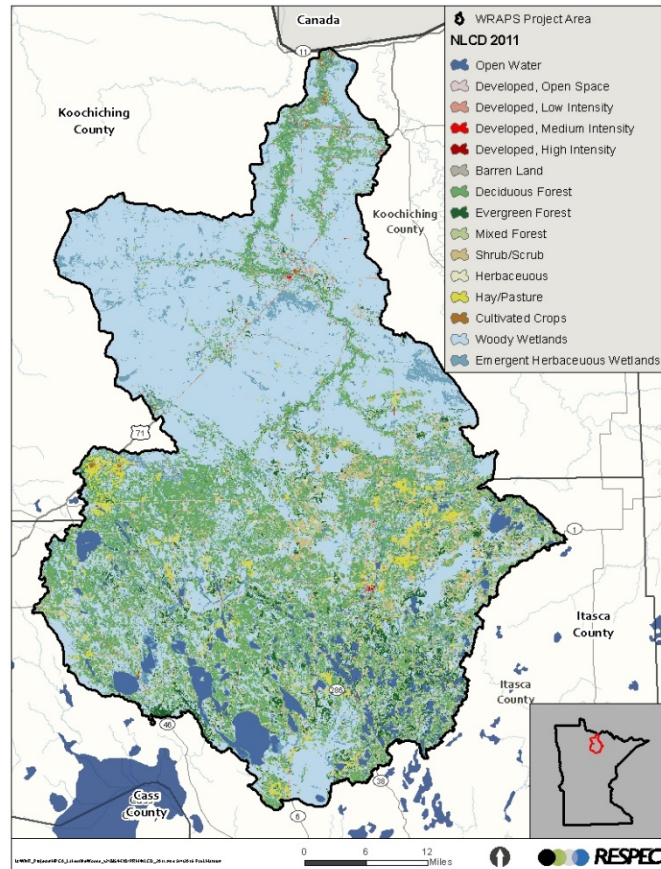 Canada
11
Koochiching
County
Koochiching
County
WRAPS Project Area
NLCD 2011
Open Water
Developed, Open Space
Developed, Low Intensity
Developed, Medium Intensity
Developed, High Intensity
Barren Land
Deciduous Forest
Evergreen Forest
Mixed Forest
Shrub/Scrub
Herbaceuous
Hay/Pasture
Cultivated Crops
Woody Wetlands
Emergent Herbaceuous Wetlands
71
1
Itasca
County
Itasca
County
286
46
38
Cass
County
6
0 6 12
Miles
RESPEC